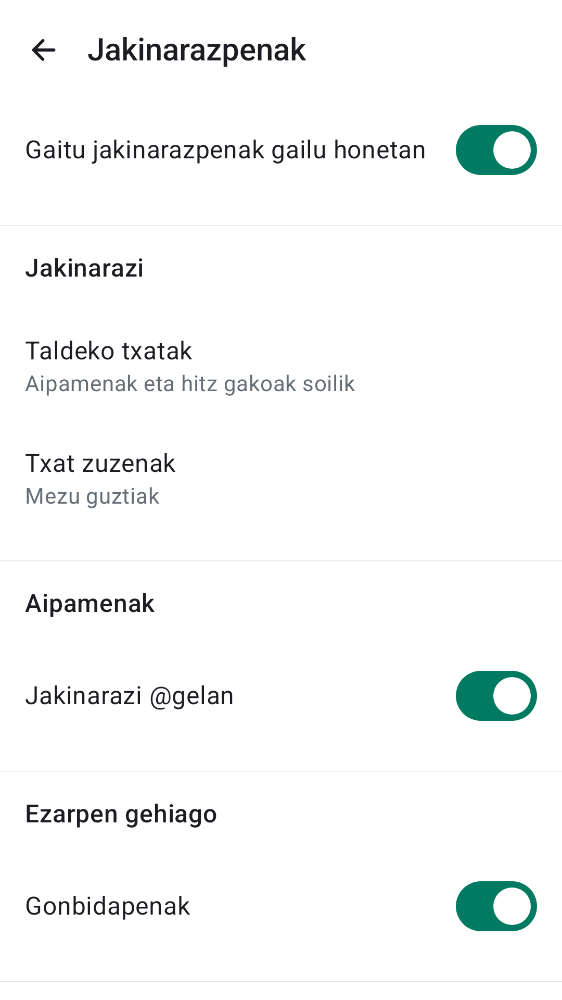 Jakinarazpenak
Gaitu jakinarazpenak gailu honetan
Jakinarazi
Taldeko txatak
Aipamenak eta hitz gakoak soilik
Txat zuzenak
Mezu guztiak
Aipamenak
Jakinarazi @gelan
Ezarpen gehiago
Gonbidapenak